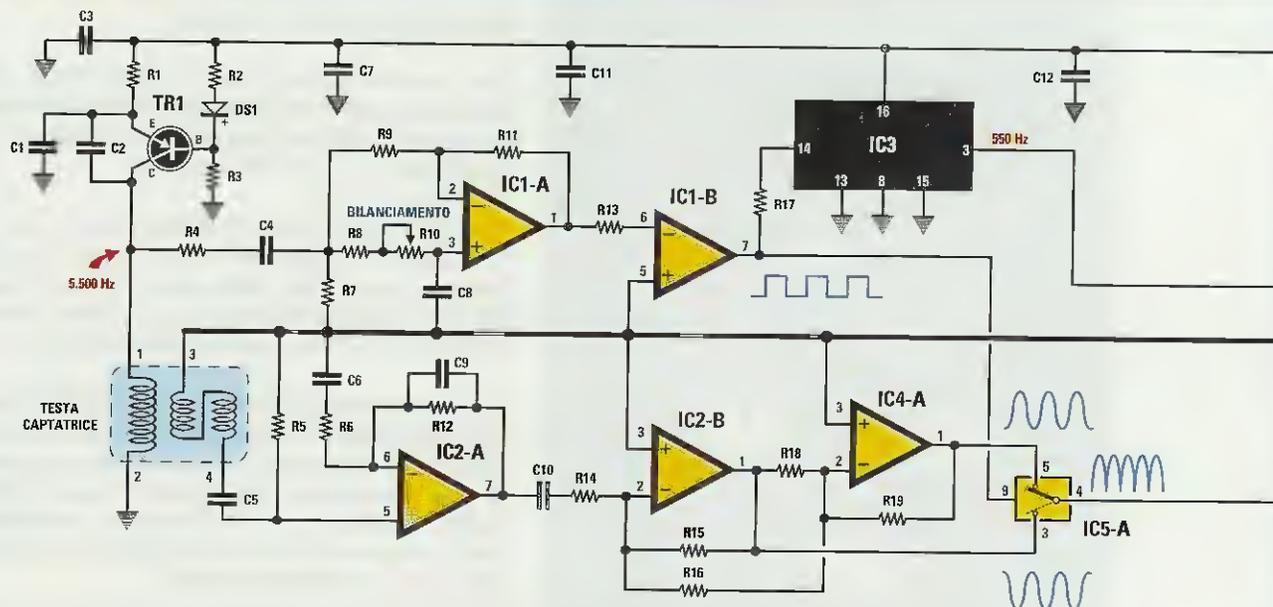 C3
R1
R2
C7
C11
C12
TR1
DS1
+
E
B
C
C1
C2
R3
R9
R11
16
IC3
14
3
550 Hz
13
8
15
R17
IC1-A
2
−
BILANCIAMENTO
R4
C4
R8
R10
3
+
1
R13
IC1-B
6
−
7
5
+
5.500 Hz
R7
C8
1
3
TESTA
CAPTATRICE
2
4
C5
R5
C6
R6
C9
R12
IC2-A
6
−
7
5
+
C10
R14
IC2-B
3
+
1
2
−
R18
R15
R16
IC4-A
3
+
1
2
−
R19
5
9
4
3
IC5-A